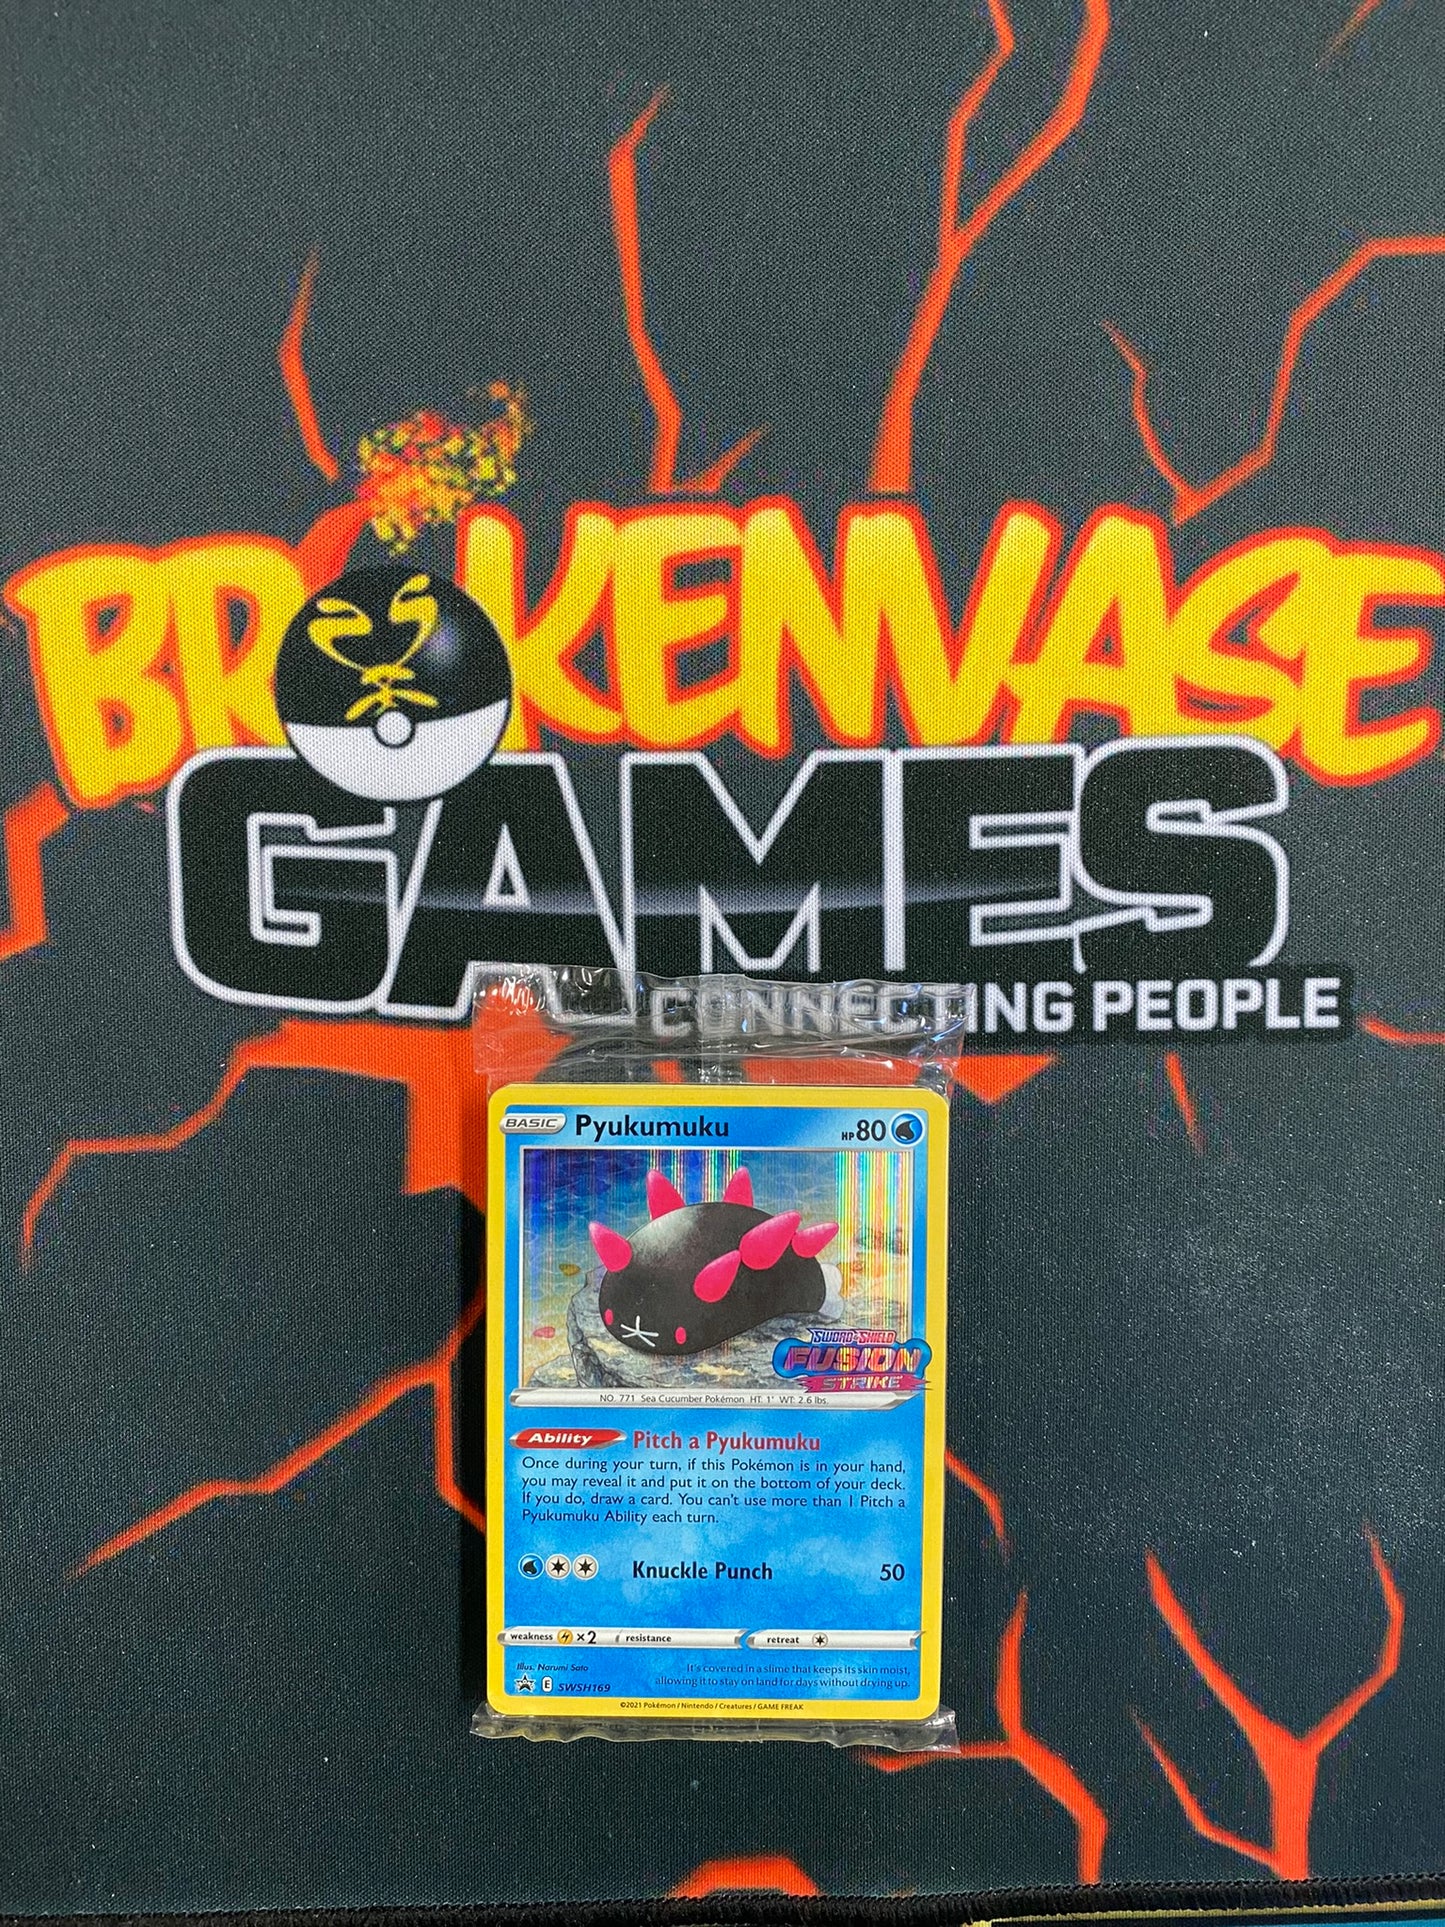 BROKENVASE
GAMES
CONNECTING PEOPLE
BASIC Pyukumuku HP 80
SWORD & SHIELD
FUSION
STRIKE
NO. 771 Sea Cucumber Pokémon HT: 1' WT: 2.6 lbs.
Ability Pitch a Pyukumuku
Once during your turn, if this Pokémon is in your hand,
you may reveal it and put it on the bottom of your deck.
If you do, draw a card. You can't use more than 1 Pitch a
Pyukumuku Ability each turn.
Knuckle Punch 50
weakness ×2 resistance retreat
Illus. Narumi Sato
It's covered in a slime that keeps its skin moist,
allowing it to stay on land for days without drying up.
E SWSH169
©2021 Pokémon / Nintendo / Creatures / GAME FREAK